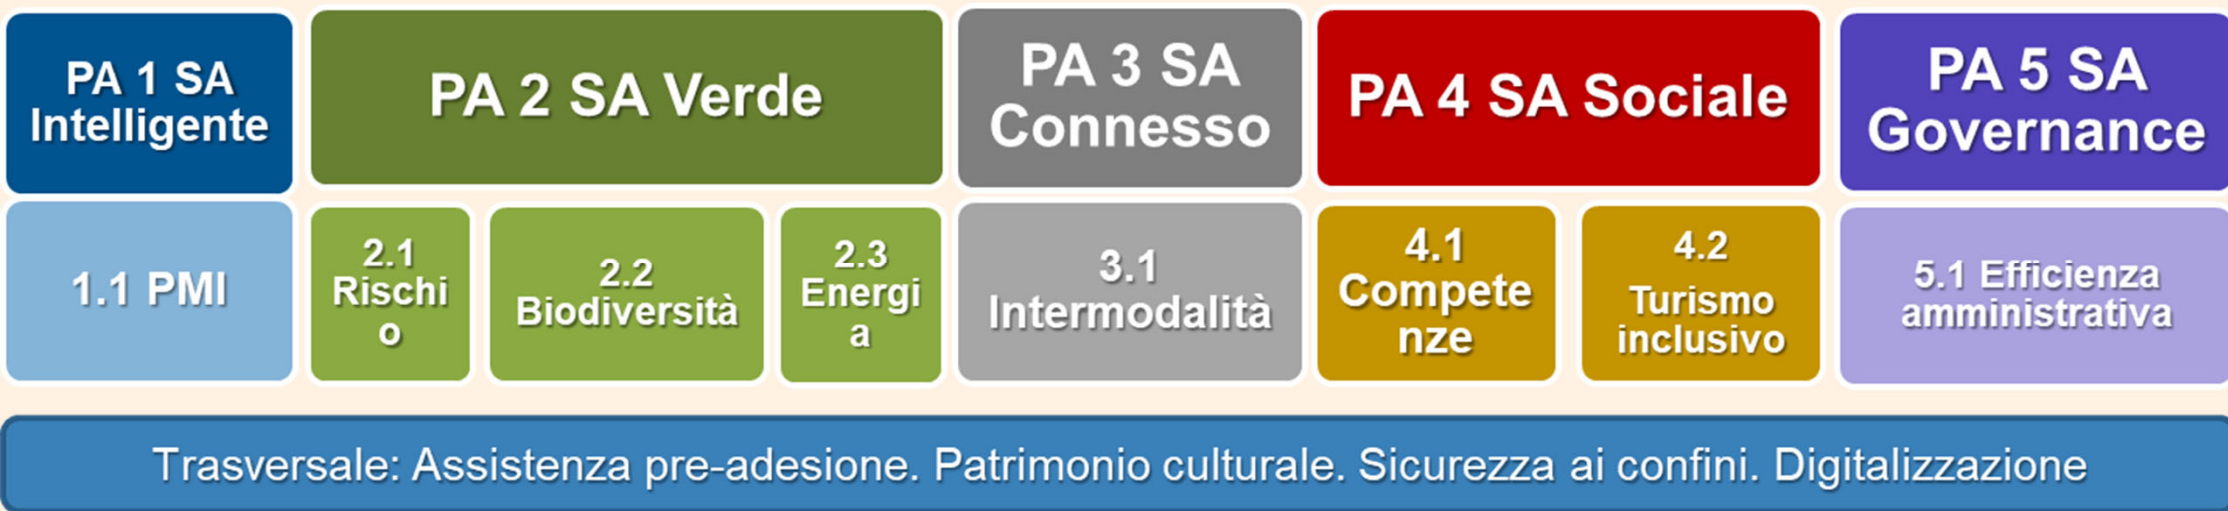 PA 1 SA
Intelligente
PA 2 SA Verde
PA 3 SA
Connesso
PA 4 SA Sociale
PA 5 SA
Governance
1.1 PMI
2.1
Rischi
o
2.2
Biodiversità
2.3
Energi
a
3.1
Intermodalità
4.1
Compete
nze
4.2
Turismo
inclusivo
5.1 Efficienza
amministrativa
Trasversale: Assistenza pre-adesione. Patrimonio culturale. Sicurezza ai confini. Digitalizzazione